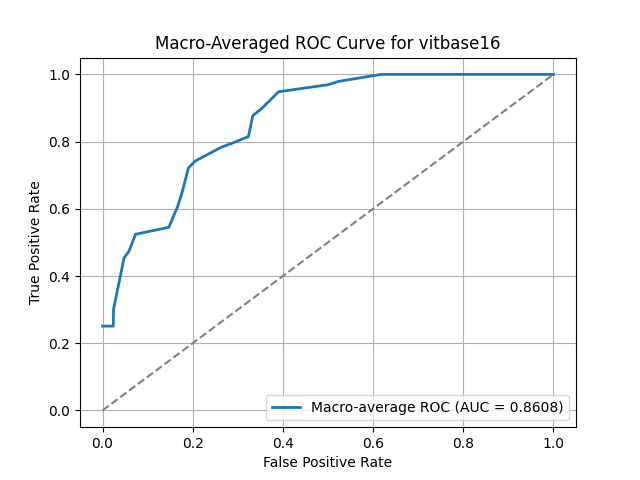 Macro-Averaged ROC Curve for vitbase16
1.0
0.8
0.6
0.4
0.2
0.0
True Positive Rate
Macro-average ROC (AUC = 0.8608)
0.0 0.2 0.4 0.6 0.8 1.0
False Positive Rate